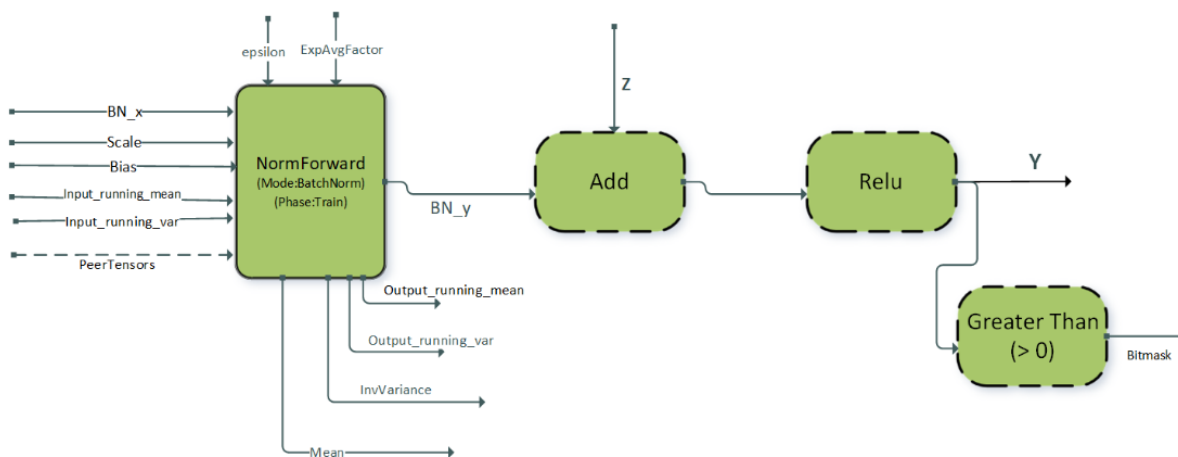 epsilon
ExpAvgFactor
BN_x
Scale
Bias
Input_running_mean
Input_running_var
PeerTensors
NormForward
(Mode:BatchNorm)
(Phase:Train)
BN_y
Z
Add
Relu
Y
Output_running_mean
Output_running_var
InvVariance
Mean
Greater Than
(> 0)
Bitmask